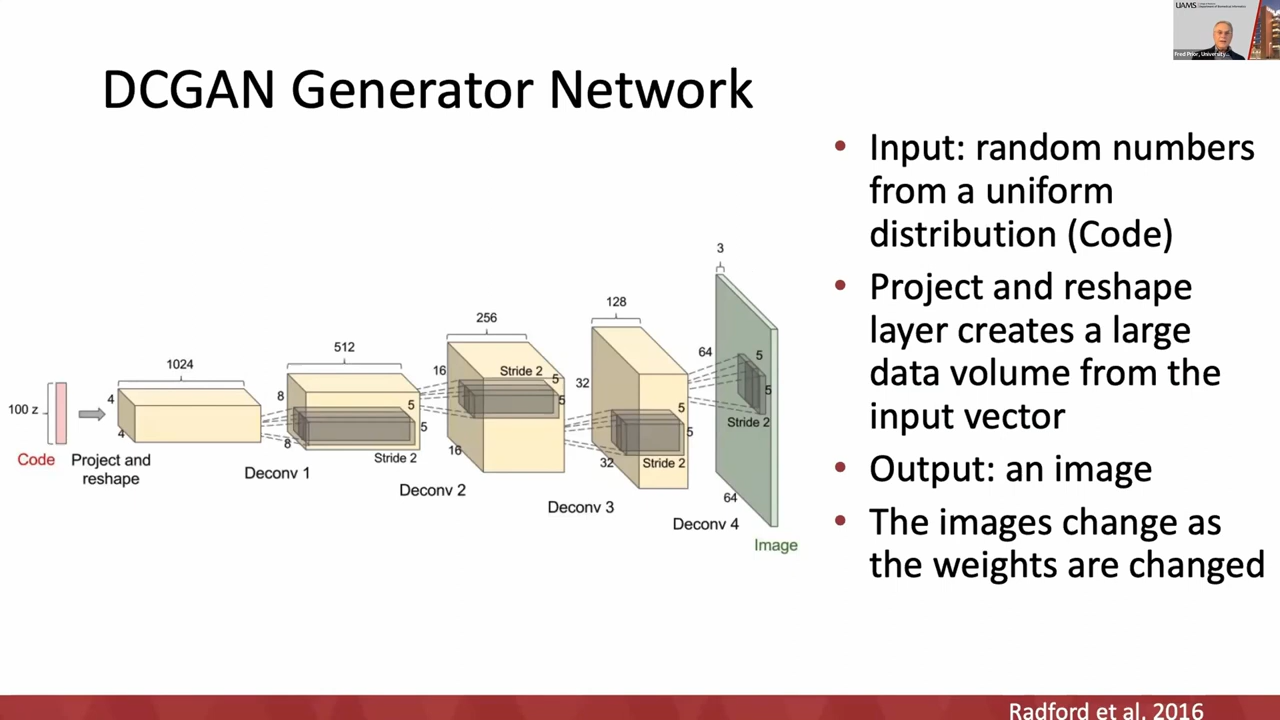 UAMS
DCGAN Generator Network
Fred Prior, University...
• Input: random numbers
from a uniform
distribution (Code)
• Project and reshape
layer creates a large
data volume from the
input vector
• Output: an image
• The images change as
the weights are changed
100 z
Code
Project and
reshape
1024
4
4
512
8
8
5
5
Stride 2
Deconv 1
256
16
16
Stride 2
5
5
Deconv 2
128
32
32
5
5
Stride 2
Deconv 3
3
64
64
5
5
Stride 2
Deconv 4
Image
Radford et al. 2016